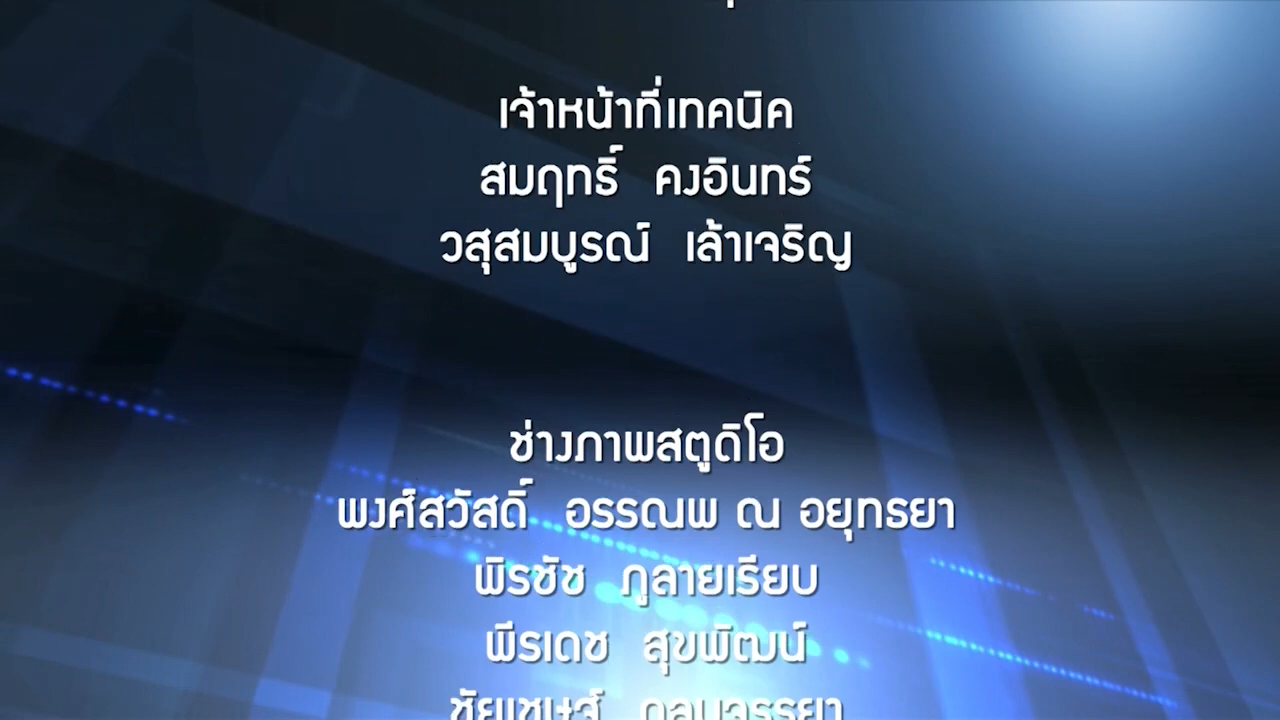 เจ้าหน้าที่เทคนิค
สมฤทธิ์ คงอินทร์
วสุสมบูรณ์ เล้าเจริญ
ช่างภาพสตูดิโอ
พงศ์สวัสดิ์ อรรณพ ณ อยุทธยา
พิรชัช ภูลายเรียบ
พีรเดช สุขพัฒน์